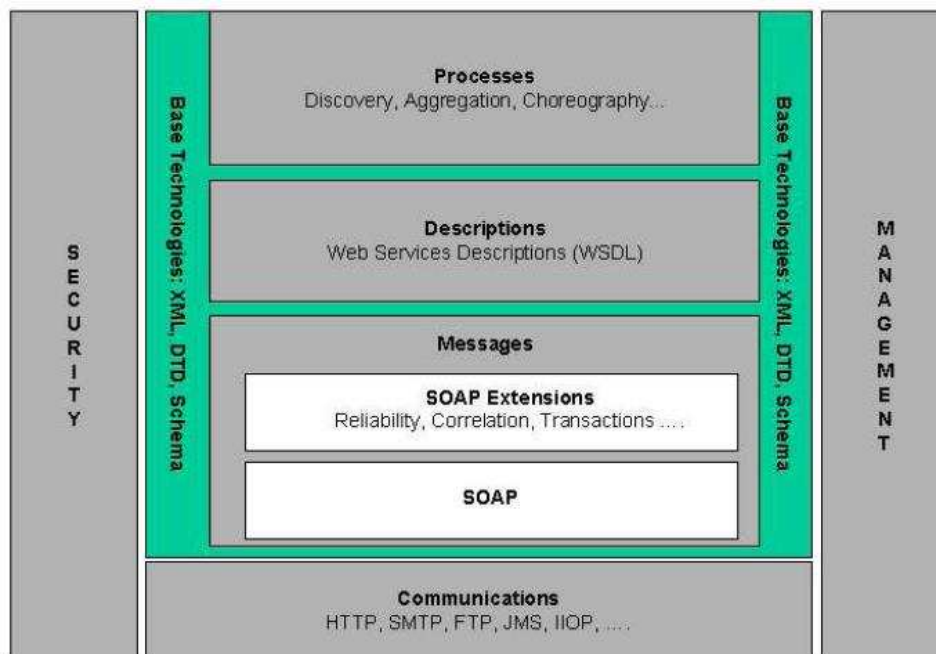 SECURITY
Base Technologies: XML, DTD, Schema
Processes
Discovery, Aggregation, Choreography...
Descriptions
Web Services Descriptions (WSDL)
Messages
SOAP Extensions
Reliability, Correlation, Transactions ....
SOAP
Base Technologies: XML, DTD, Schema
MANAGEMENT
Communications
HTTP, SMTP, FTP, JMS, IIOP, ....